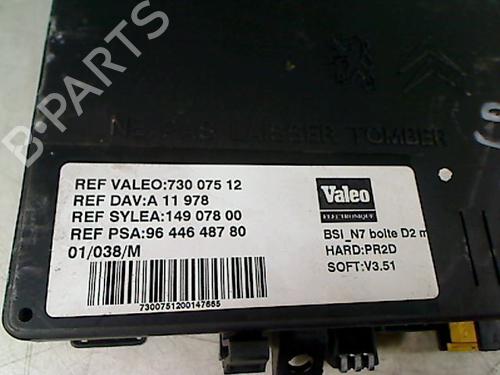 NE PAS LAISSER TOMBER
B-PARTS
REF VALEO:730 075 12
REF DAV:A 11 978
REF SYLEA:149 078 00
REF PSA:96 446 487 80
01/038/M
7300751200147665
Valeo
ELECTRONIQUE
BSI_N7 boite D2 m
HARD:PR2D
SOFT:V3.51